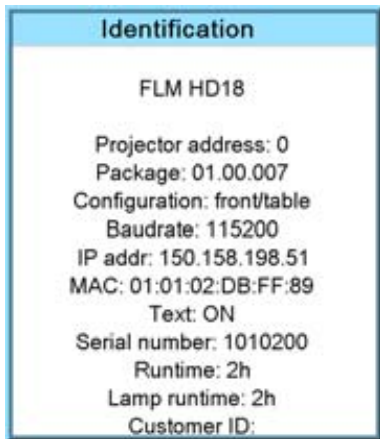 Identification
FLM HD18
Projector address: 0
Package: 01.00.007
Configuration: front/table
Baudrate: 115200
IP addr: 150.158.198.51
MAC: 01:01:02:DB:FF:89
Text: ON
Serial number: 1010200
Runtime: 2h
Lamp runtime: 2h
Customer ID: